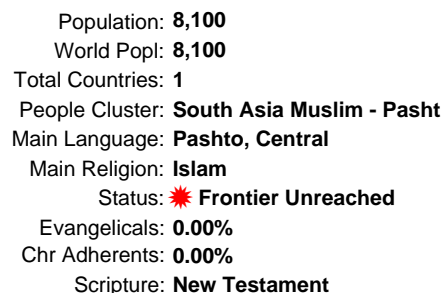 Population: 8,100
World Popl: 8,100
Total Countries: 1
People Cluster: South Asia Muslim - Pasht
Main Language: Pashto, Central
Main Religion: Islam
Status: Frontier Unreached
Evangelicals: 0.00%
Chr Adherents: 0.00%
Scripture: New Testament